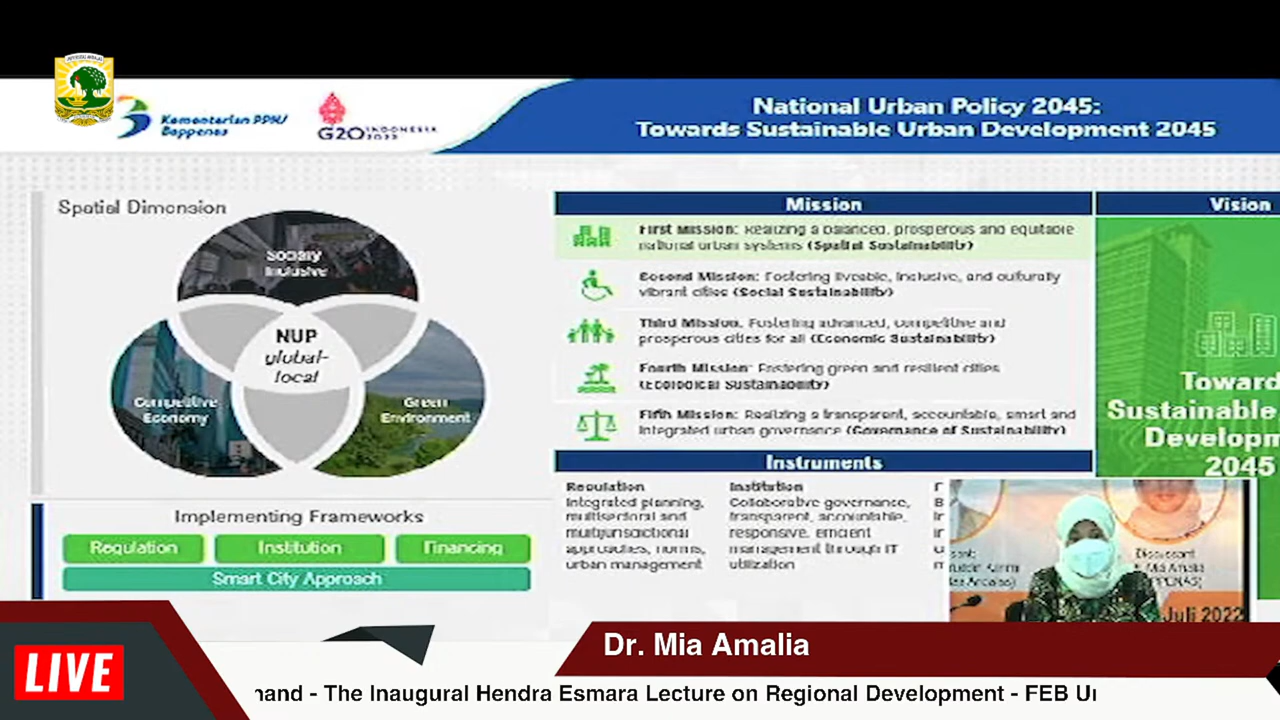 Kementerian PPN/
Bappenas
G20 INDONESIA
2022
National Urban Policy 2045:
Towards Sustainable Urban Development 2045
Spatial Dimension
Socially
Inclusive
NUP
global-
local
Competitive
Economy
Green
Environment
Implementing Frameworks
Regulation
Institution
Financing
Smart City Approach
Mission
First Mission: Realizing a balanced, prosperous and equitable
national urban systems (Spatial Sustainability)
Second Mission: Fostering liveable, inclusive, and culturally
vibrant cities (Social Sustainability)
Third Mission: Fostering advanced, competitive and
prosperous cities for all (Economic Sustainability)
Fourth Mission: Fostering green and resilient cities
(Ecological Sustainability)
Fifth Mission: Realizing a transparent, accountable, smart and
integrated urban governance (Governance of Sustainability)
Instruments
Regulation
Integrated planning,
multisectoral and
multijurisdictional
approaches, norms,
urban management
Institution
Collaborative governance,
transparent, accountable,
responsive, efficient
management through IT
utilization
Vision
Toward
Sustainable
Developm
2045
Discussant
Mia Amalia
Juli 2022
Dr. Mia Amalia
LIVE
hand - The Inaugural Hendra Esmara Lecture on Regional Development - FEB Un